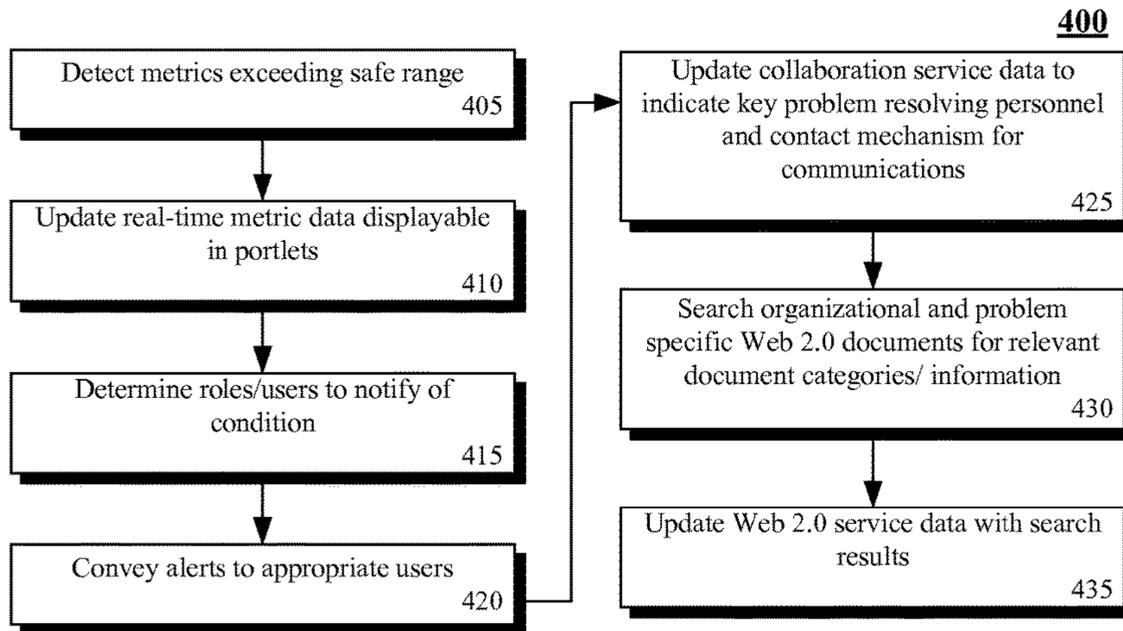 400
Detect metrics exceeding safe range
405
Update real-time metric data displayable
in portlets
410
Determine roles/users to notify of
condition
415
Convey alerts to appropriate users
420
Update collaboration service data to
indicate key problem resolving personnel
and contact mechanism for
communications
425
Search organizational and problem
specific Web 2.0 documents for relevant
document categories/ information
430
Update Web 2.0 service data with search
results
435